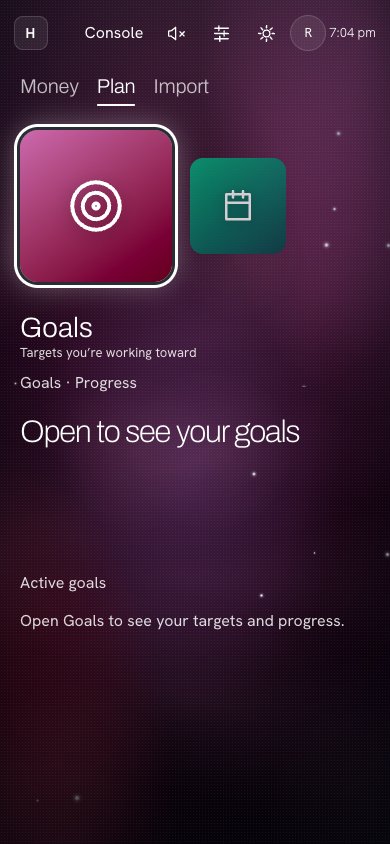 H Console R 7:04 pm
Money Plan Import
Goals
Targets you're working toward
Goals · Progress
Open to see your goals
Active goals
Open Goals to see your targets and progress.